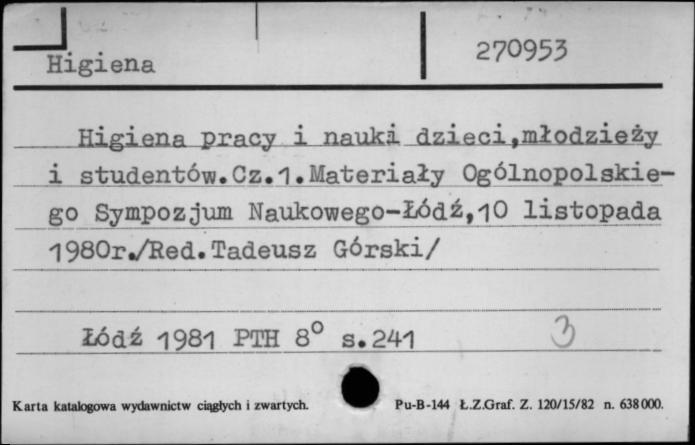 Higiena 270953
Higiena pracy i nauki dzieci,młodzieży
i studentów.Cz.1.Materiały Ogólnopolskie-
go Sympozjum Naukowego-Łódź,10 listopada
1980r./Red.Tadeusz Górski/
Łódź 1981 PTH 8° s.241 3
Karta katalogowa wydawnictw ciągłych i zwartych. Pu-B-144 Ł.Z.Graf. Z. 120/15/82 n. 638000.